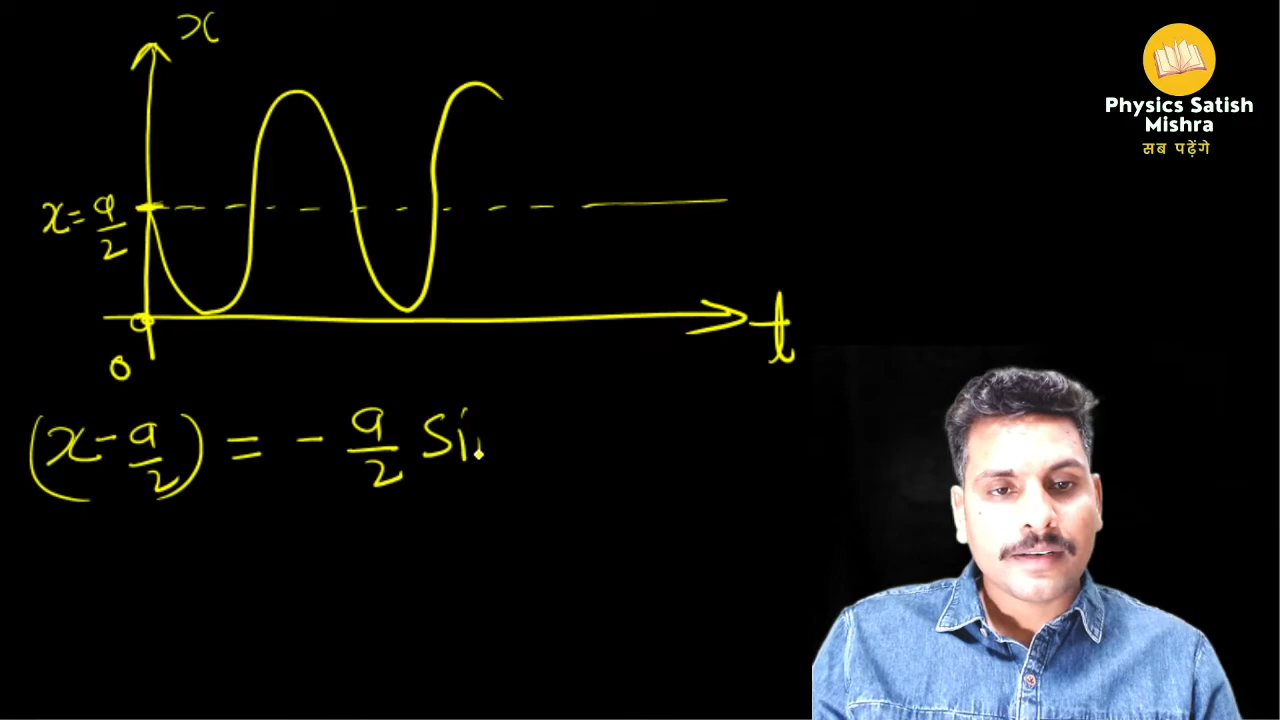 x
Physics Satish
Mishra
सब पढ़ेंगे
x = a/2
t
0
(x - a/2) = - a/2 Si